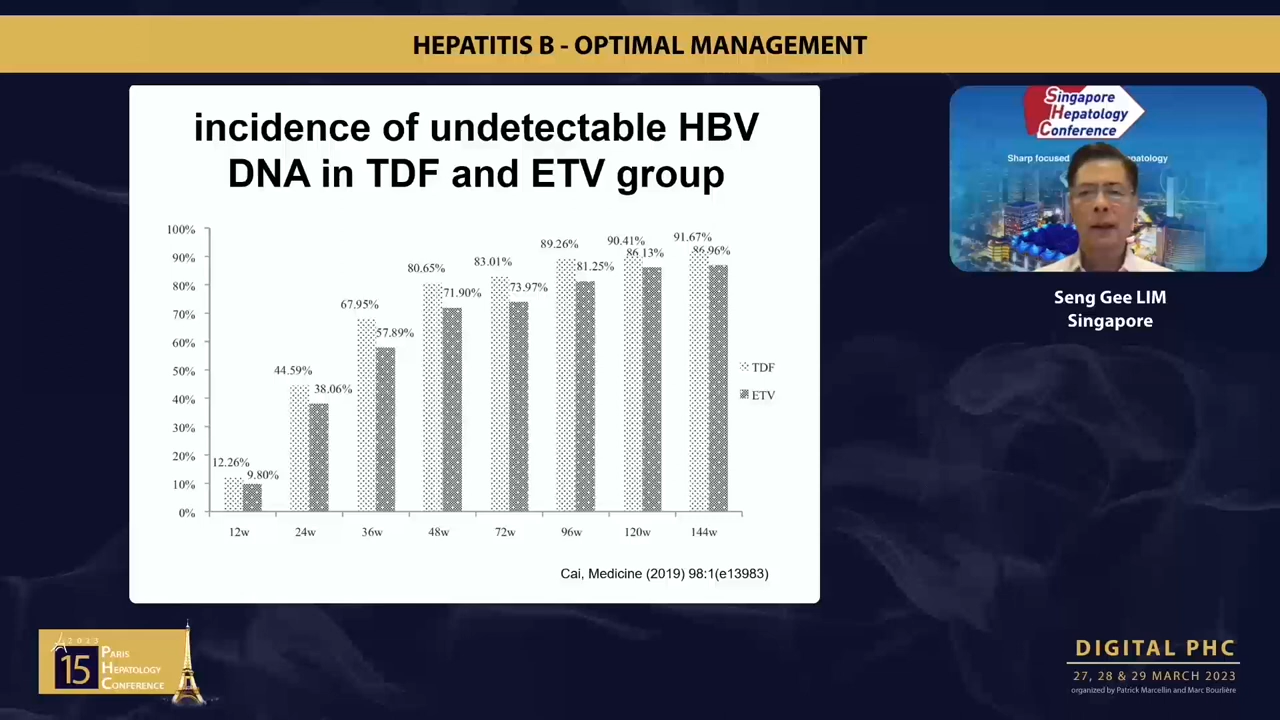 HEPATITIS B - OPTIMAL MANAGEMENT
incidence of undetectable HBV
DNA in TDF and ETV group
100%
90%
80%
70%
60%
50%
40%
30%
20%
10%
0%
12.26%
9.80%
44.59%
38.06%
67.95%
57.89%
80.65%
71.90%
83.01%
73.97%
89.26%
81.25%
90.41%
86.13%
91.67%
86.96%
12w
24w
36w
48w
72w
96w
120w
144w
TDF
ETV
Cai, Medicine (2019) 98:1(e13983)
Singapore
Hepatology
Conference
Sharp focused
Seng Gee LIM
Singapore
2023
15
PARIS
HEPATOLOGY
CONFERENCE
DIGITAL PHC
27, 28 & 29 MARCH 2023
organized by Patrick Marcellin and Marc Bourlière